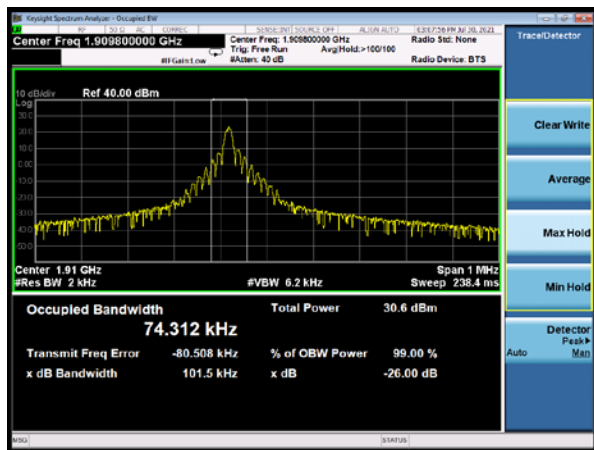 Keysight Spectrum Analyzer - Occupied BW
RF 50 Ω AC CORREC SENSE:INT SOURCE OFF ALIGN AUTO 03:07:56 PM Jul 30, 2021
Center Freq 1.909800000 GHz
Center Freq: 1.909800000 GHz
Radio Std: None
Trig: Free Run Avg|Hold:>100/100
#IFGain:Low #Atten: 40 dB Radio Device: BTS
Trace/Detector
10 dB/div Ref 40.00 dBm
Log
30.0
20.0
10.0
0.00
-10.0
-20.0
-30.0
-40.0
-50.0
Center 1.91 GHz Span 1 MHz
#Res BW 2 kHz #VBW 6.2 kHz Sweep 238.4 ms
Occupied Bandwidth Total Power 30.6 dBm
74.312 kHz
Transmit Freq Error -80.508 kHz % of OBW Power 99.00 %
x dB Bandwidth 101.5 kHz x dB -26.00 dB
Clear Write
Average
Max Hold
Min Hold
Detector
Peak▶
Auto Man
MSG STATUS